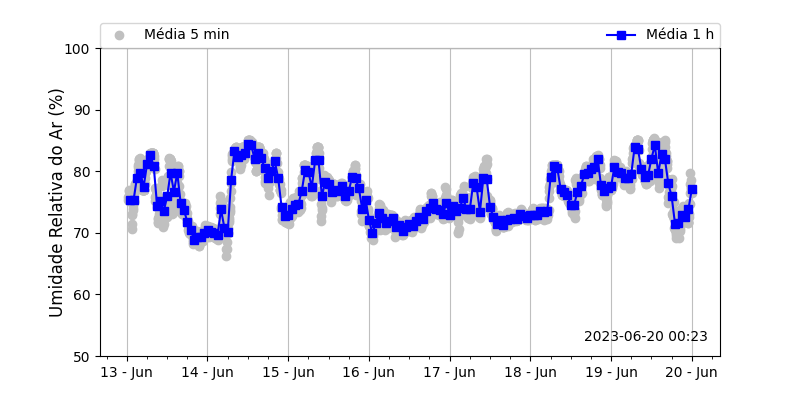 Média 5 min
Média 1 h
Umidade Relativa do Ar (%)
100
90
80
70
60
50
2023-06-20 00:23
13 - Jun
14 - Jun
15 - Jun
16 - Jun
17 - Jun
18 - Jun
19 - Jun
20 - Jun